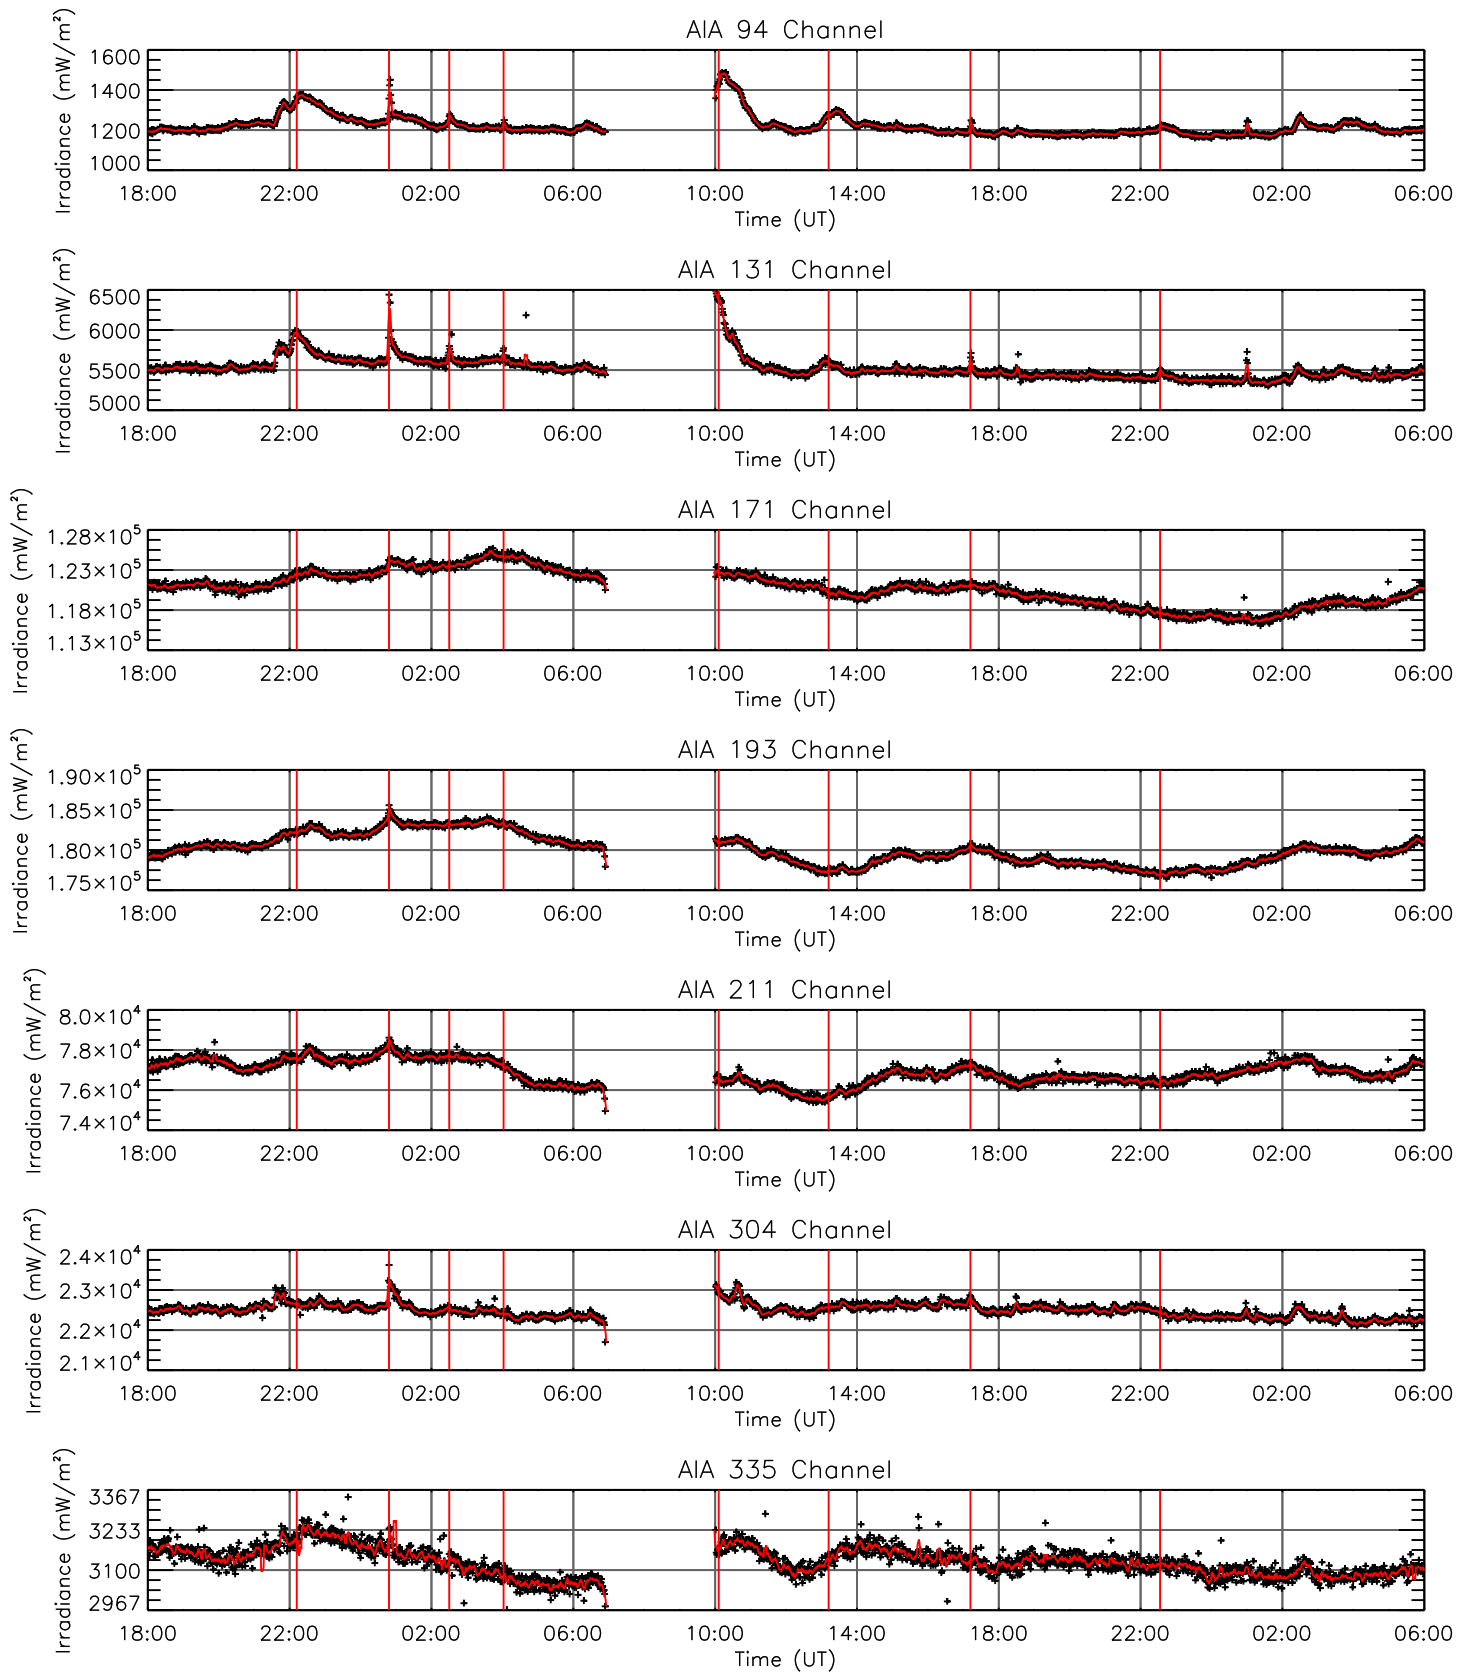 AIA 94 Channel
Irradiance (mW/m²)
1600
1400
1200
1000
18:00 22:00 02:00 06:00 10:00 14:00 18:00 22:00 02:00 06:00
Time (UT)
AIA 131 Channel
Irradiance (mW/m²)
6500
6000
5500
5000
18:00 22:00 02:00 06:00 10:00 14:00 18:00 22:00 02:00 06:00
Time (UT)
AIA 171 Channel
Irradiance (mW/m²)
1.28×10⁵
1.23×10⁵
1.18×10⁵
1.13×10⁵
18:00 22:00 02:00 06:00 10:00 14:00 18:00 22:00 02:00 06:00
Time (UT)
AIA 193 Channel
Irradiance (mW/m²)
1.90×10⁵
1.85×10⁵
1.80×10⁵
1.75×10⁵
18:00 22:00 02:00 06:00 10:00 14:00 18:00 22:00 02:00 06:00
Time (UT)
AIA 211 Channel
Irradiance (mW/m²)
8.0×10⁴
7.8×10⁴
7.6×10⁴
7.4×10⁴
18:00 22:00 02:00 06:00 10:00 14:00 18:00 22:00 02:00 06:00
Time (UT)
AIA 304 Channel
Irradiance (mW/m²)
2.4×10⁴
2.3×10⁴
2.2×10⁴
2.1×10⁴
18:00 22:00 02:00 06:00 10:00 14:00 18:00 22:00 02:00 06:00
Time (UT)
AIA 335 Channel
Irradiance (mW/m²)
3367
3233
3100
2967
18:00 22:00 02:00 06:00 10:00 14:00 18:00 22:00 02:00 06:00
Time (UT)